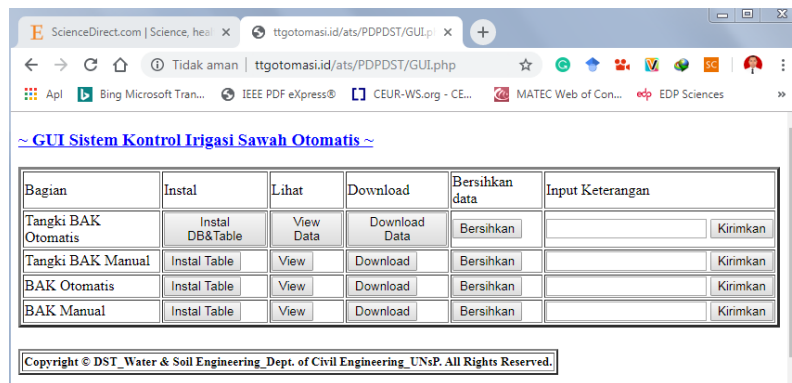 ScienceDirect.com | Science, heal
ttgotomasi.id/ats/PDPDST/GUI.p
Tidak aman | ttgotomasi.id/ats/PDPDST/GUI.php
Apl Bing Microsoft Tran... IEEE PDF eXpress® CEUR-WS.org - CE... MATEC Web of Con... edp EDP Sciences »
~ GUI Sistem Kontrol Irigasi Sawah Otomatis ~
Bagian Instal Lihat Download Bersihkan data Input Keterangan
Tangki BAK Otomatis Instal DB&Table View Data Download Data Bersihkan Kirimkan
Tangki BAK Manual Instal Table View Download Bersihkan Kirimkan
BAK Otomatis Instal Table View Download Bersihkan Kirimkan
BAK Manual Instal Table View Download Bersihkan Kirimkan
Copyright © DST_Water & Soil Engineering_Dept. of Civil Engineering_UNsP. All Rights Reserved.